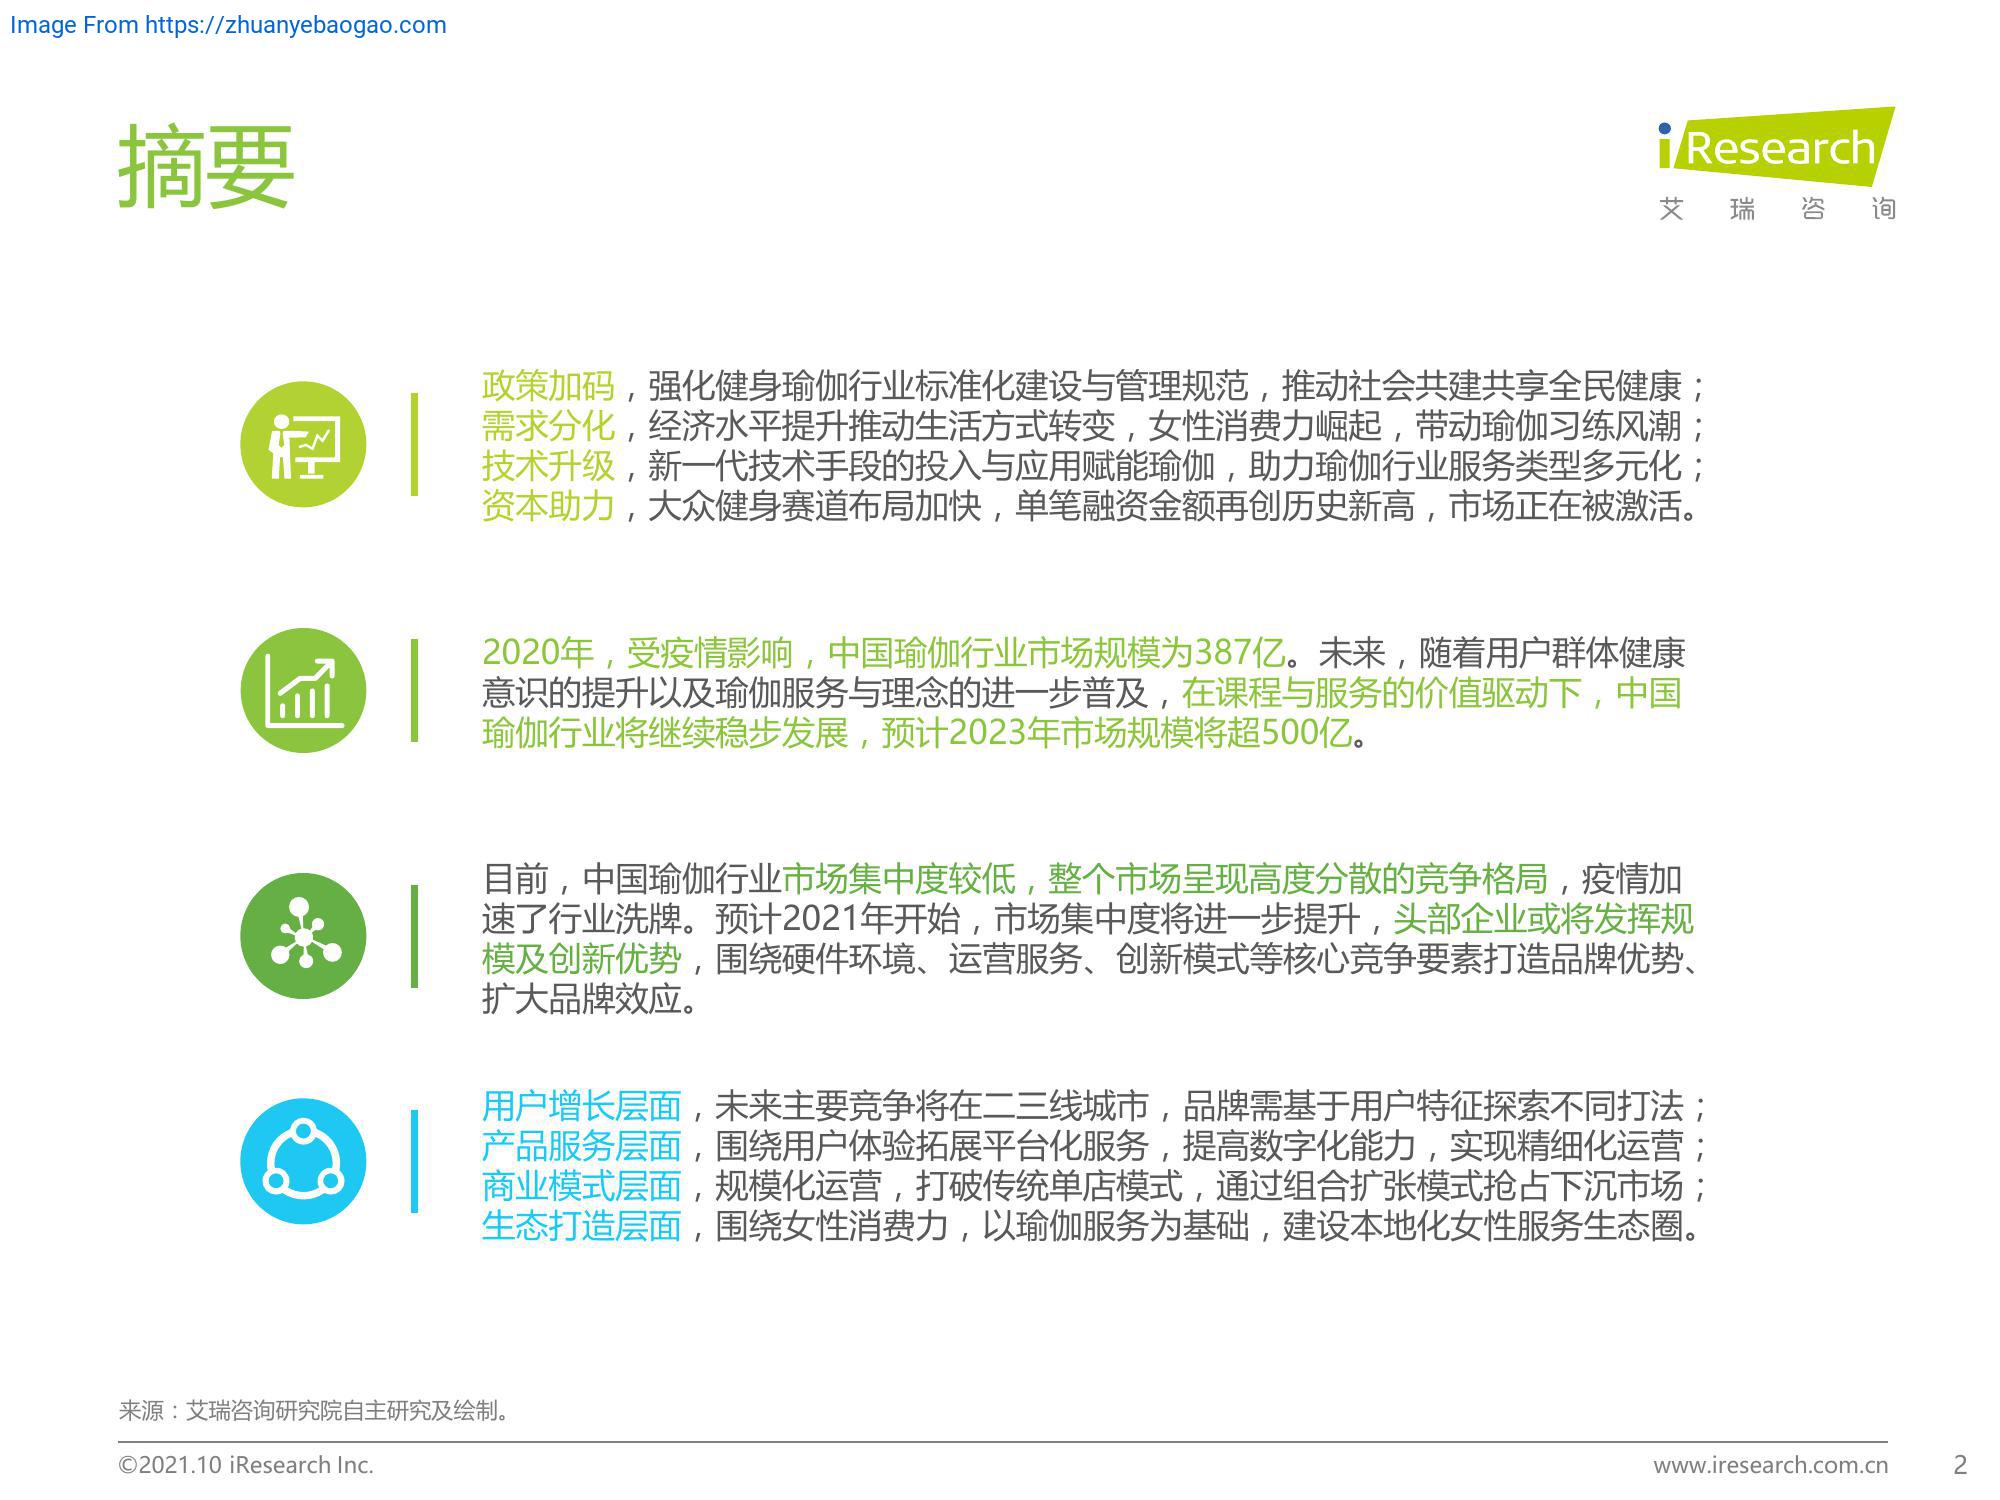 Image From https://zhuanyebaogao.com
摘要
iResearch
艾瑞咨询
政策加码，强化健身瑜伽行业标准化建设与管理规范，推动社会共建共享全民健康；
需求分化，经济水平提升推动生活方式转变，女性消费力崛起，带动瑜伽习练风潮；
技术升级，新一代技术手段的投入与应用赋能瑜伽，助力瑜伽行业服务类型多元化；
资本助力，大众健身赛道布局加快，单笔融资金额再创历史新高，市场正在被激活。
2020年，受疫情影响，中国瑜伽行业市场规模为387亿。未来，随着用户群体健康
意识的提升以及瑜伽服务与理念的进一步普及，在课程与服务的价值驱动下，中国
瑜伽行业将继续稳步发展，预计2023年市场规模将超500亿。
目前，中国瑜伽行业市场集中度较低，整个市场呈现高度分散的竞争格局，疫情加
速了行业洗牌。预计2021年开始，市场集中度将进一步提升，头部企业或将发挥规
模及创新优势，围绕硬件环境、运营服务、创新模式等核心竞争要素打造品牌优势、
扩大品牌效应。
用户增长层面，未来主要竞争将在二三线城市，品牌需基于用户特征探索不同打法；
产品服务层面，围绕用户体验拓展平台化服务，提高数字化能力，实现精细化运营；
商业模式层面，规模化运营，打破传统单店模式，通过组合扩张模式抢占下沉市场；
生态打造层面，围绕女性消费力，以瑜伽服务为基础，建设本地化女性服务生态圈。
来源：艾瑞咨询研究院自主研究及绘制。
©2021.10 iResearch Inc.
www.iresearch.com.cn
2